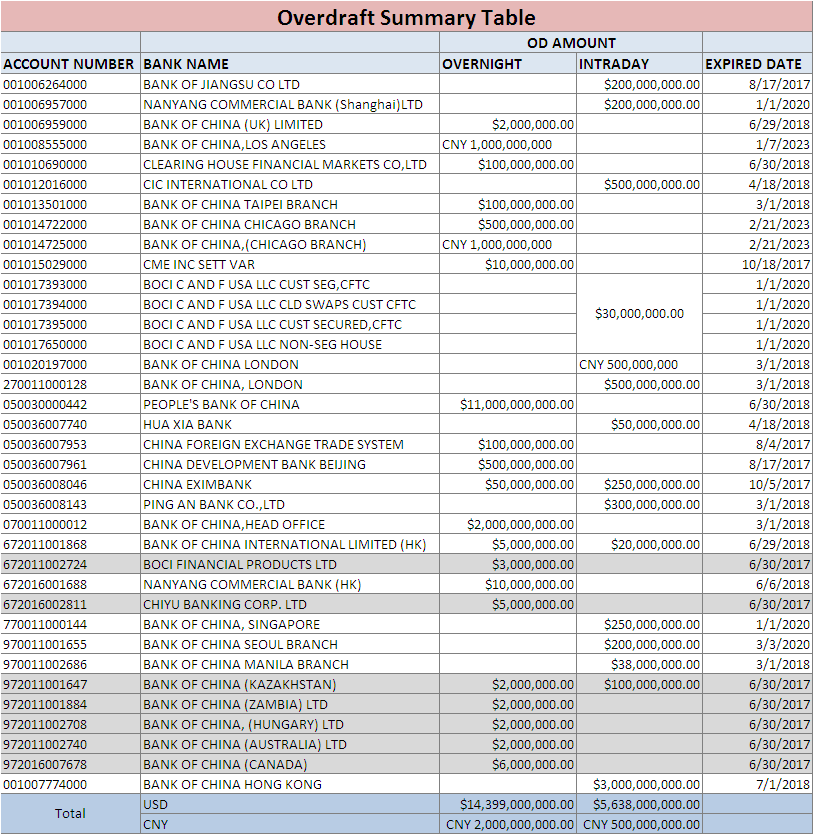 Overdraft Summary Table
OD AMOUNT
ACCOUNT NUMBER BANK NAME OVERNIGHT INTRADAY EXPIRED DATE
001006264000 BANK OF JIANGSU CO LTD $200,000,000.00 8/17/2017
001006957000 NANYANG COMMERCIAL BANK (Shanghai)LTD $200,000,000.00 1/1/2020
001006959000 BANK OF CHINA (UK) LIMITED $2,000,000.00 6/29/2018
001008555000 BANK OF CHINA,LOS ANGELES CNY 1,000,000,000 1/7/2023
001010690000 CLEARING HOUSE FINANCIAL MARKETS CO,LTD $100,000,000.00 6/30/2018
001012016000 CIC INTERNATIONAL CO LTD $500,000,000.00 4/18/2018
001013501000 BANK OF CHINA TAIPEI BRANCH $100,000,000.00 3/1/2018
001014722000 BANK OF CHINA CHICAGO BRANCH $500,000,000.00 2/21/2023
001014725000 BANK OF CHINA,(CHICAGO BRANCH) CNY 1,000,000,000 2/21/2023
001015029000 CME INC SETT VAR $10,000,000.00 10/18/2017
001017393000 BOCI C AND F USA LLC CUST SEG,CFTC 1/1/2020
001017394000 BOCI C AND F USA LLC CLD SWAPS CUST CFTC 1/1/2020
$30,000,000.00
001017395000 BOCI C AND F USA LLC CUST SECURED,CFTC 1/1/2020
001017650000 BOCI C AND F USA LLC NON-SEG HOUSE 1/1/2020
001020197000 BANK OF CHINA LONDON CNY 500,000,000 3/1/2018
270011000128 BANK OF CHINA, LONDON $500,000,000.00 3/1/2018
050030000442 PEOPLE'S BANK OF CHINA $11,000,000,000.00 6/30/2018
050036007740 HUA XIA BANK $50,000,000.00 4/18/2018
050036007953 CHINA FOREIGN EXCHANGE TRADE SYSTEM $100,000,000.00 8/4/2017
050036007961 CHINA DEVELOPMENT BANK BEIJING $500,000,000.00 8/17/2017
050036008046 CHINA EXIMBANK $50,000,000.00 $250,000,000.00 10/5/2017
050036008143 PING AN BANK CO.,LTD $300,000,000.00 3/1/2018
070011000012 BANK OF CHINA,HEAD OFFICE $2,000,000,000.00 3/1/2018
672011001868 BANK OF CHINA INTERNATIONAL LIMITED (HK) $5,000,000.00 $20,000,000.00 6/29/2018
672011002724 BOCI FINANCIAL PRODUCTS LTD $3,000,000.00 6/30/2017
672016001688 NANYANG COMMERCIAL BANK (HK) $10,000,000.00 6/6/2018
672016002811 CHIYU BANKING CORP. LTD $5,000,000.00 6/30/2017
770011000144 BANK OF CHINA, SINGAPORE $250,000,000.00 1/1/2020
970011001655 BANK OF CHINA SEOUL BRANCH $200,000,000.00 3/3/2020
970011002686 BANK OF CHINA MANILA BRANCH $38,000,000.00 3/1/2018
972011001647 BANK OF CHINA (KAZAKHSTAN) $2,000,000.00 $100,000,000.00 6/30/2017
972011001884 BANK OF CHINA (ZAMBIA) LTD $2,000,000.00 6/30/2017
972011002708 BANK OF CHINA, (HUNGARY) LTD $2,000,000.00 6/30/2017
972011002740 BANK OF CHINA (AUSTRALIA) LTD $2,000,000.00 6/30/2017
972016007678 BANK OF CHINA (CANADA) $6,000,000.00 6/30/2017
001007774000 BANK OF CHINA HONG KONG $3,000,000,000.00 7/1/2018
Total
USD $14,399,000,000.00 $5,638,000,000.00
CNY CNY 2,000,000,000.00 CNY 500,000,000.00